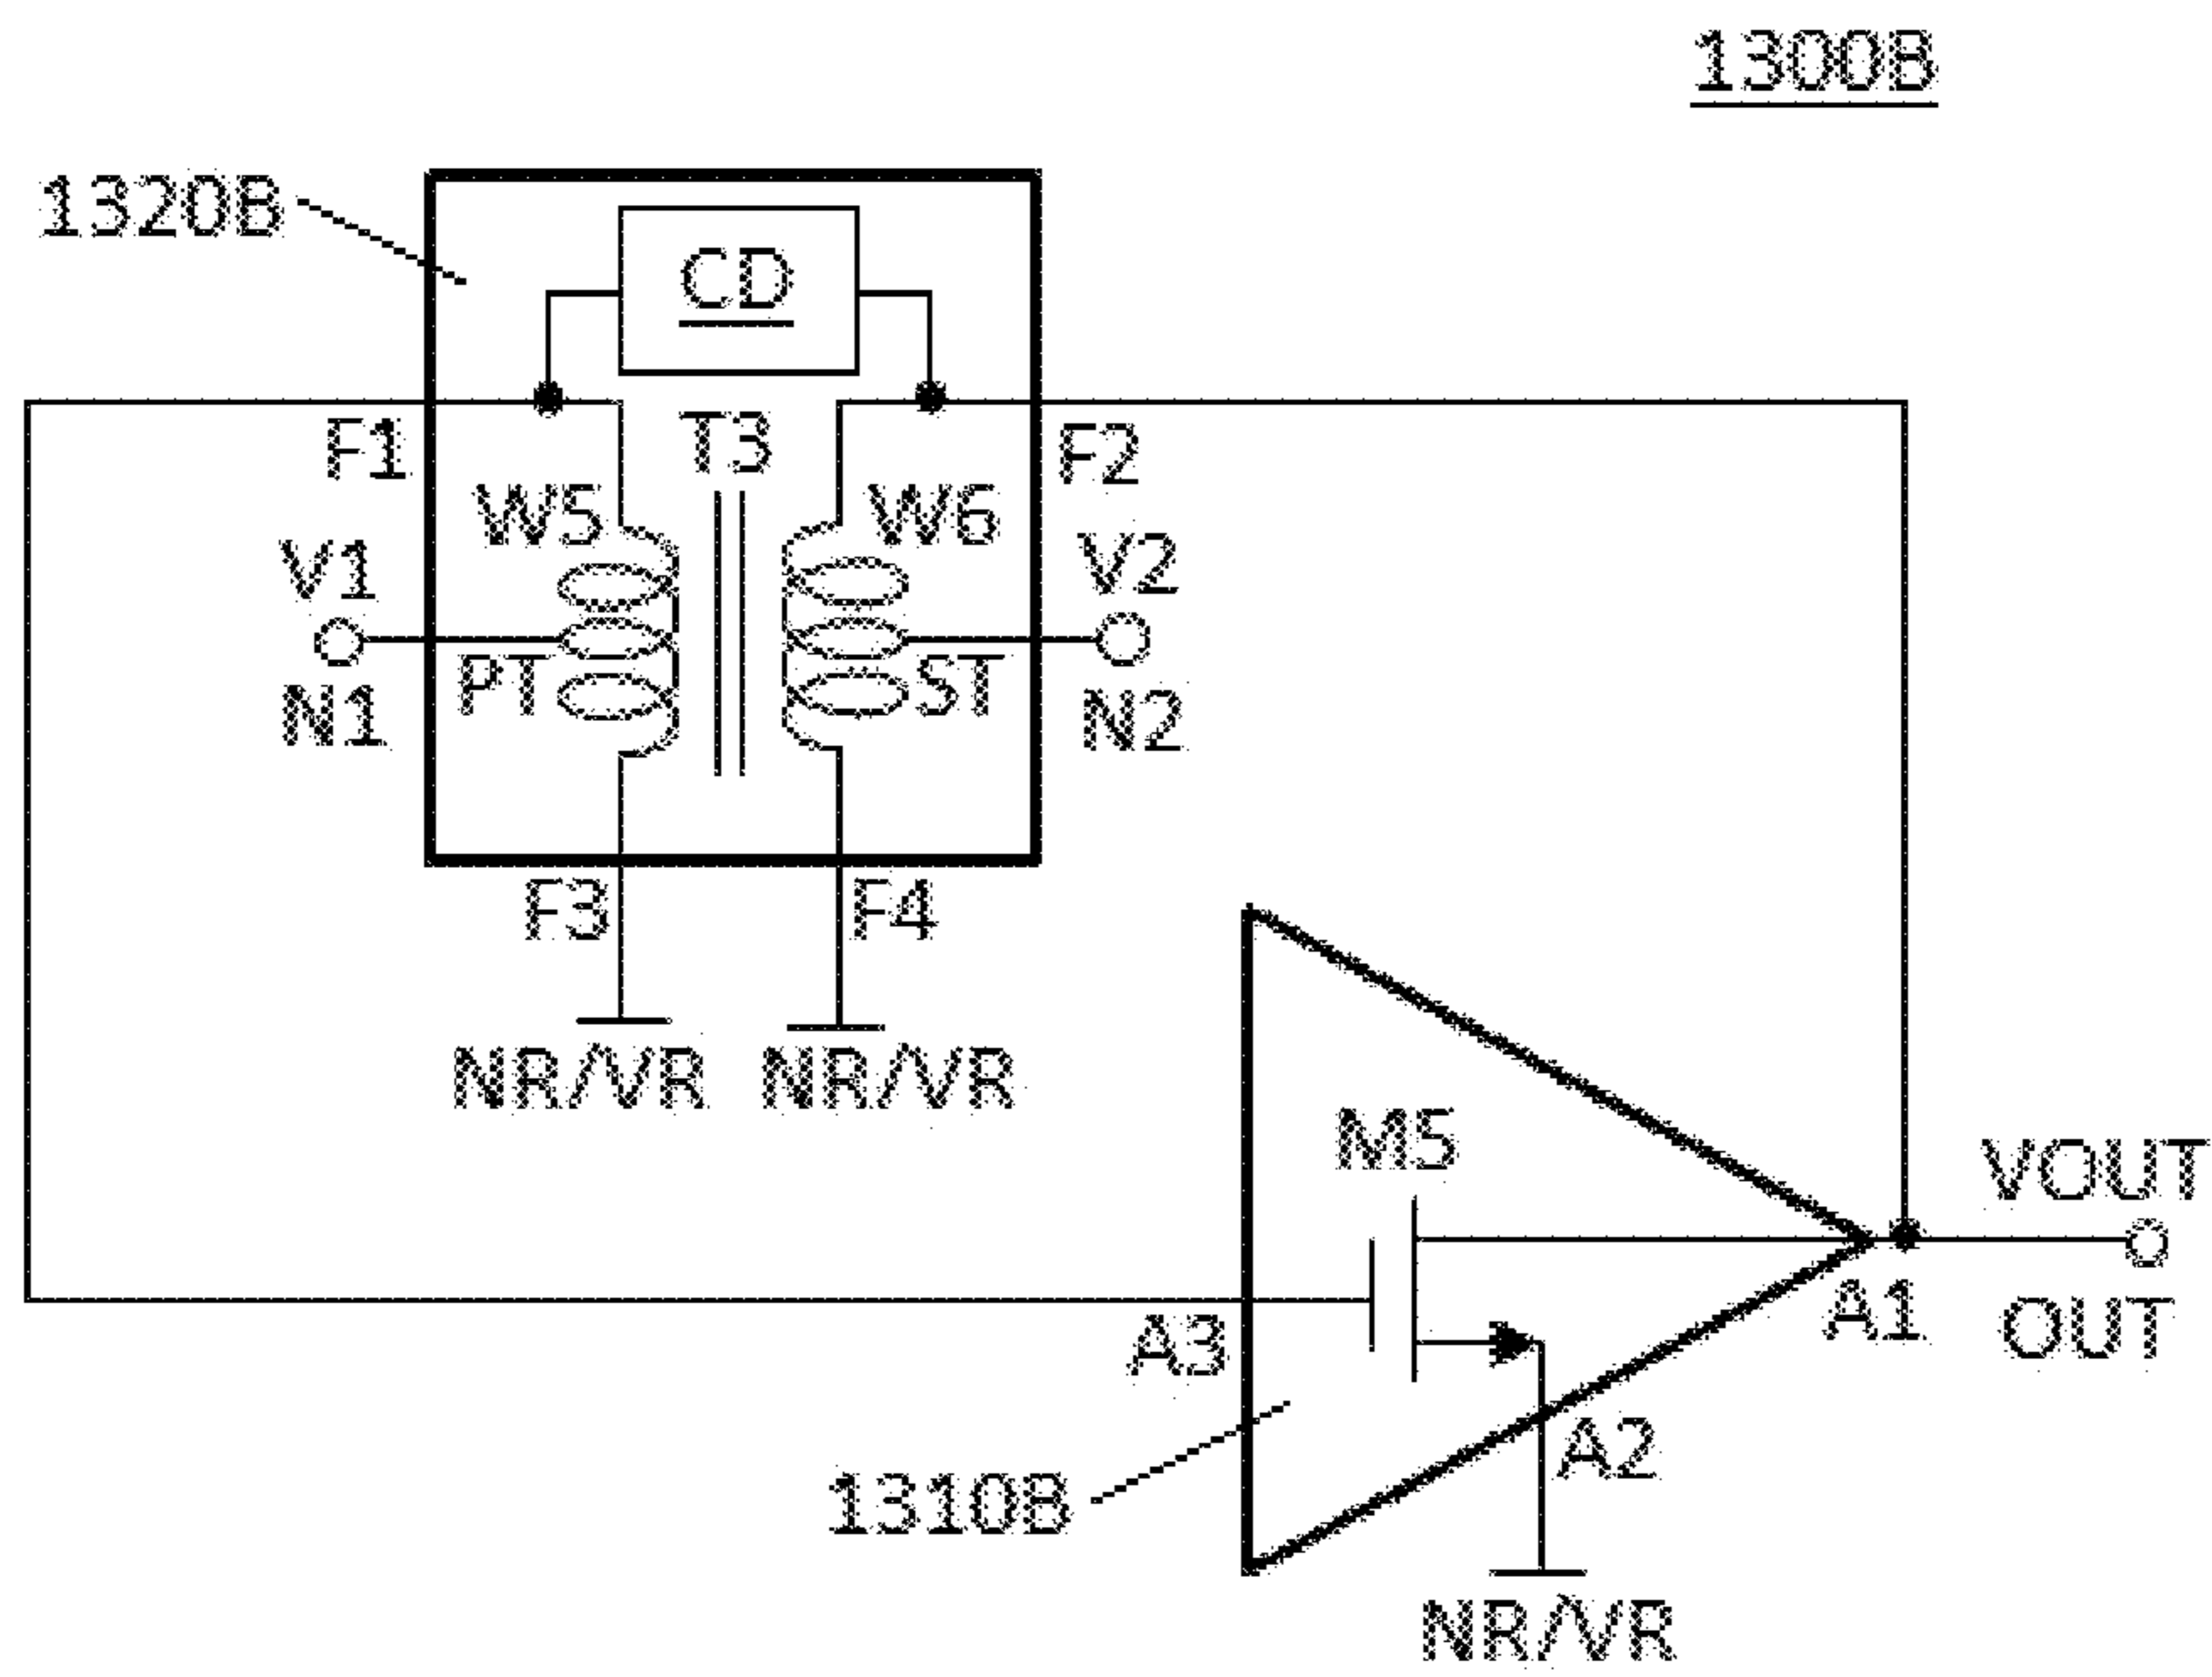 1300B
1320B
CD
F1
T3
F2
W5
W6
V1
V2
PT
ST
N1
N2
F3
F4
NR/VR
NR/VR
M5
VOUT
A1
OUT
A3
A2
1310B
NR/VR